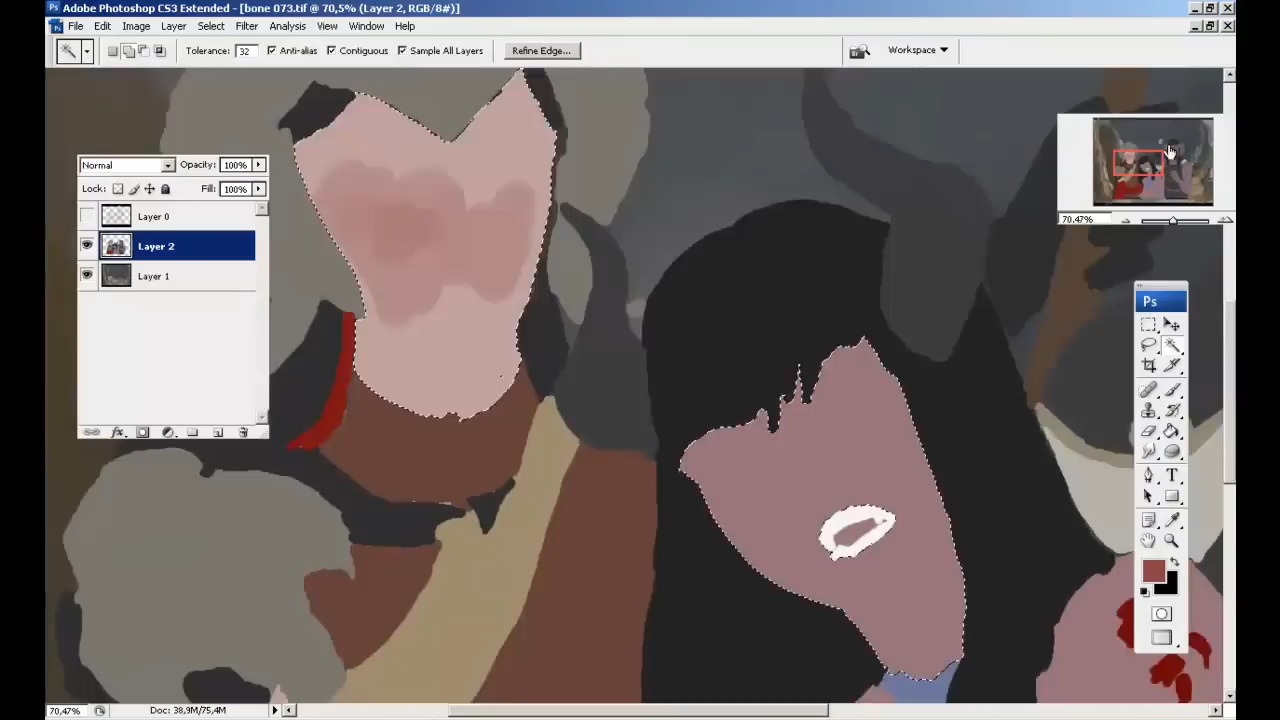 Adobe Photoshop CS3 Extended - [bone 073.tif @ 70,5% (Layer 2, RGB/8#)]
File Edit Image Layer Select Filter Analysis View Window Help
Tolerance: 32 Anti-alias Contiguous Sample All Layers Refine Edge... Workspace
Normal Opacity: 100%
Lock: Fill: 100%
Layer 0
Layer 2
Layer 1
70.47%
Ps
T
70,47% Doc: 38,9M/75,4M